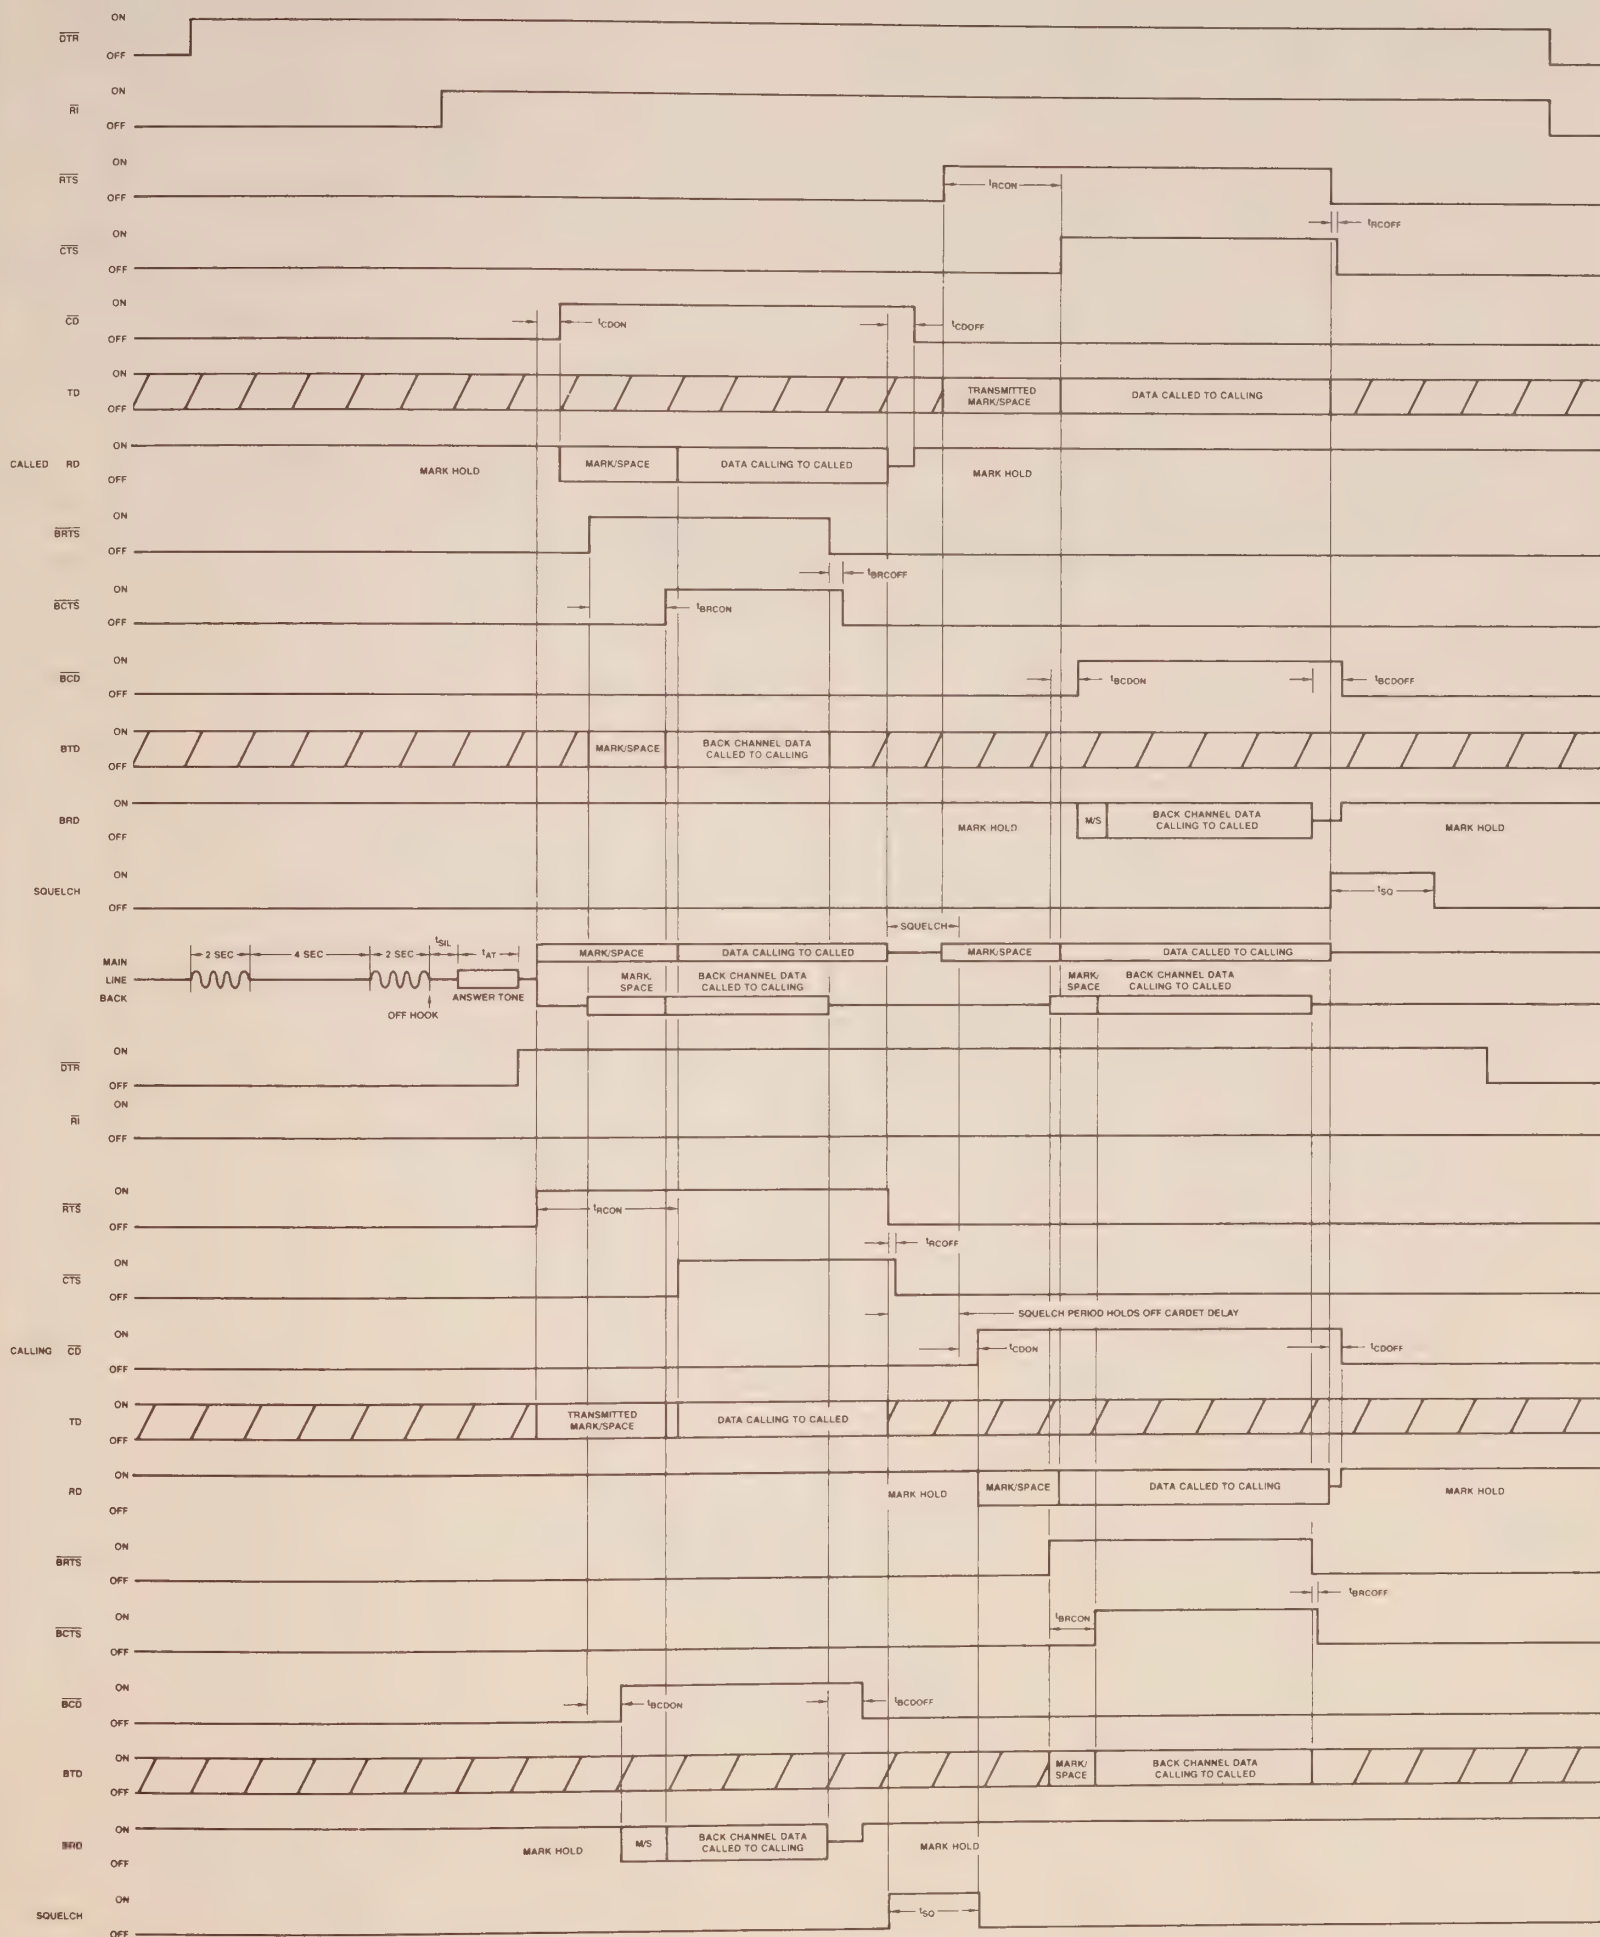 ON
DTR
OFF
ON
RI
OFF
ON
RTS
tRCON
OFF
tRCOFF
ON
CTS
OFF
ON
CD
tCDON
tCDOFF
OFF
ON
TD
TRANSMITTED
MARK/SPACE
DATA CALLED TO CALLING
OFF
ON
CALLED RD
MARK HOLD
MARK/SPACE
DATA CALLING TO CALLED
MARK HOLD
OFF
ON
BRTS
OFF
tBRCOFF
ON
BCTS
tBRCON
OFF
ON
BCD
tBCDON
tBCDOFF
OFF
ON
BTD
MARK/SPACE
BACK CHANNEL DATA
CALLED TO CALLING
OFF
ON
BRD
MARK HOLD
M/S
BACK CHANNEL DATA
CALLING TO CALLED
MARK HOLD
OFF
ON
SQUELCH
tSQ
OFF
SQUELCH
2 SEC
4 SEC
2 SEC
tSIL
tAT
MARK/SPACE
DATA CALLING TO CALLED
MARK/SPACE
DATA CALLED TO CALLING
MAIN
LINE
BACK
ANSWER TONE
OFF HOOK
MARK,
SPACE
BACK CHANNEL DATA
CALLED TO CALLING
MARK/
SPACE
BACK CHANNEL DATA
CALLING TO CALLED
ON
DTR
OFF
ON
RI
OFF
ON
RTS
tRCON
OFF
tRCOFF
ON
CTS
OFF
SQUELCH PERIOD HOLDS OFF CARDET DELAY
ON
CALLING CD
tCDON
tCDOFF
OFF
ON
TD
TRANSMITTED
MARK/SPACE
DATA CALLING TO CALLED
OFF
ON
RD
MARK HOLD
MARK/SPACE
DATA CALLED TO CALLING
MARK HOLD
OFF
ON
BRTS
OFF
tBRCOFF
ON
BCTS
tBRCON
OFF
ON
BCD
tBCDON
tBCDOFF
OFF
ON
BTD
MARK/
SPACE
BACK CHANNEL DATA
CALLING TO CALLED
OFF
ON
BRD
MARK HOLD
M/S
BACK CHANNEL DATA
CALLED TO CALLING
MARK HOLD
OFF
ON
SQUELCH
tSQ
OFF